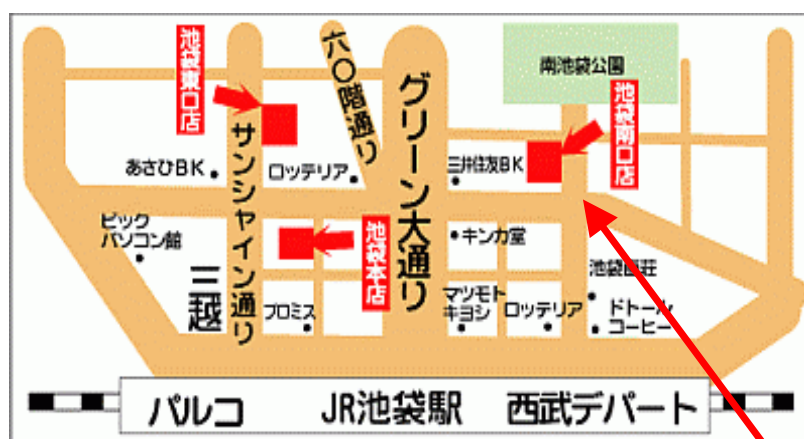 池袋東口店
六〇階通り
グリーン大通り
南池袋公園
池袋南口店
サンシャイン通り
あさひBK
ロッテリア
三井住友BK
ビック
パソコン館
三越
池袋本店
キンカ堂
プロミス
マツモト
キヨシ
ロッテリア
ドトール
コーヒー
パルコ
JR池袋駅
西武デパート